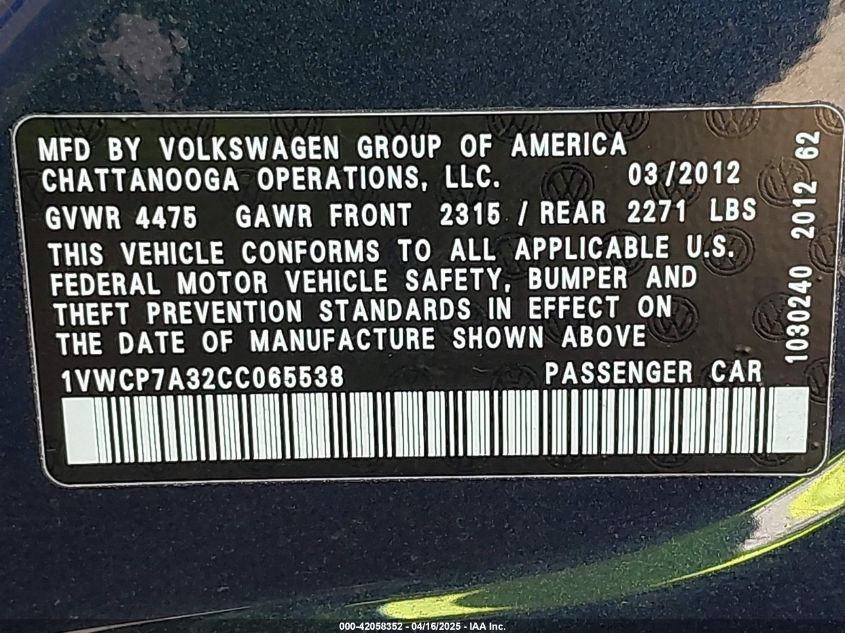 MFD BY VOLKSWAGEN GROUP OF AMERICA
CHATTANOOGA OPERATIONS, LLC. 03/2012
GVWR 4475 GAWR FRONT 2315 / REAR 2271 LBS
THIS VEHICLE CONFORMS TO ALL APPLICABLE U.S.
FEDERAL MOTOR VEHICLE SAFETY, BUMPER AND
THEFT PREVENTION STANDARDS IN EFFECT ON
THE DATE OF MANUFACTURE SHOWN ABOVE
1VWCP7A32CC065538 PASSENGER CAR
1030240 2012 62
000-42058352 - 04/16/2025 - IAA Inc.